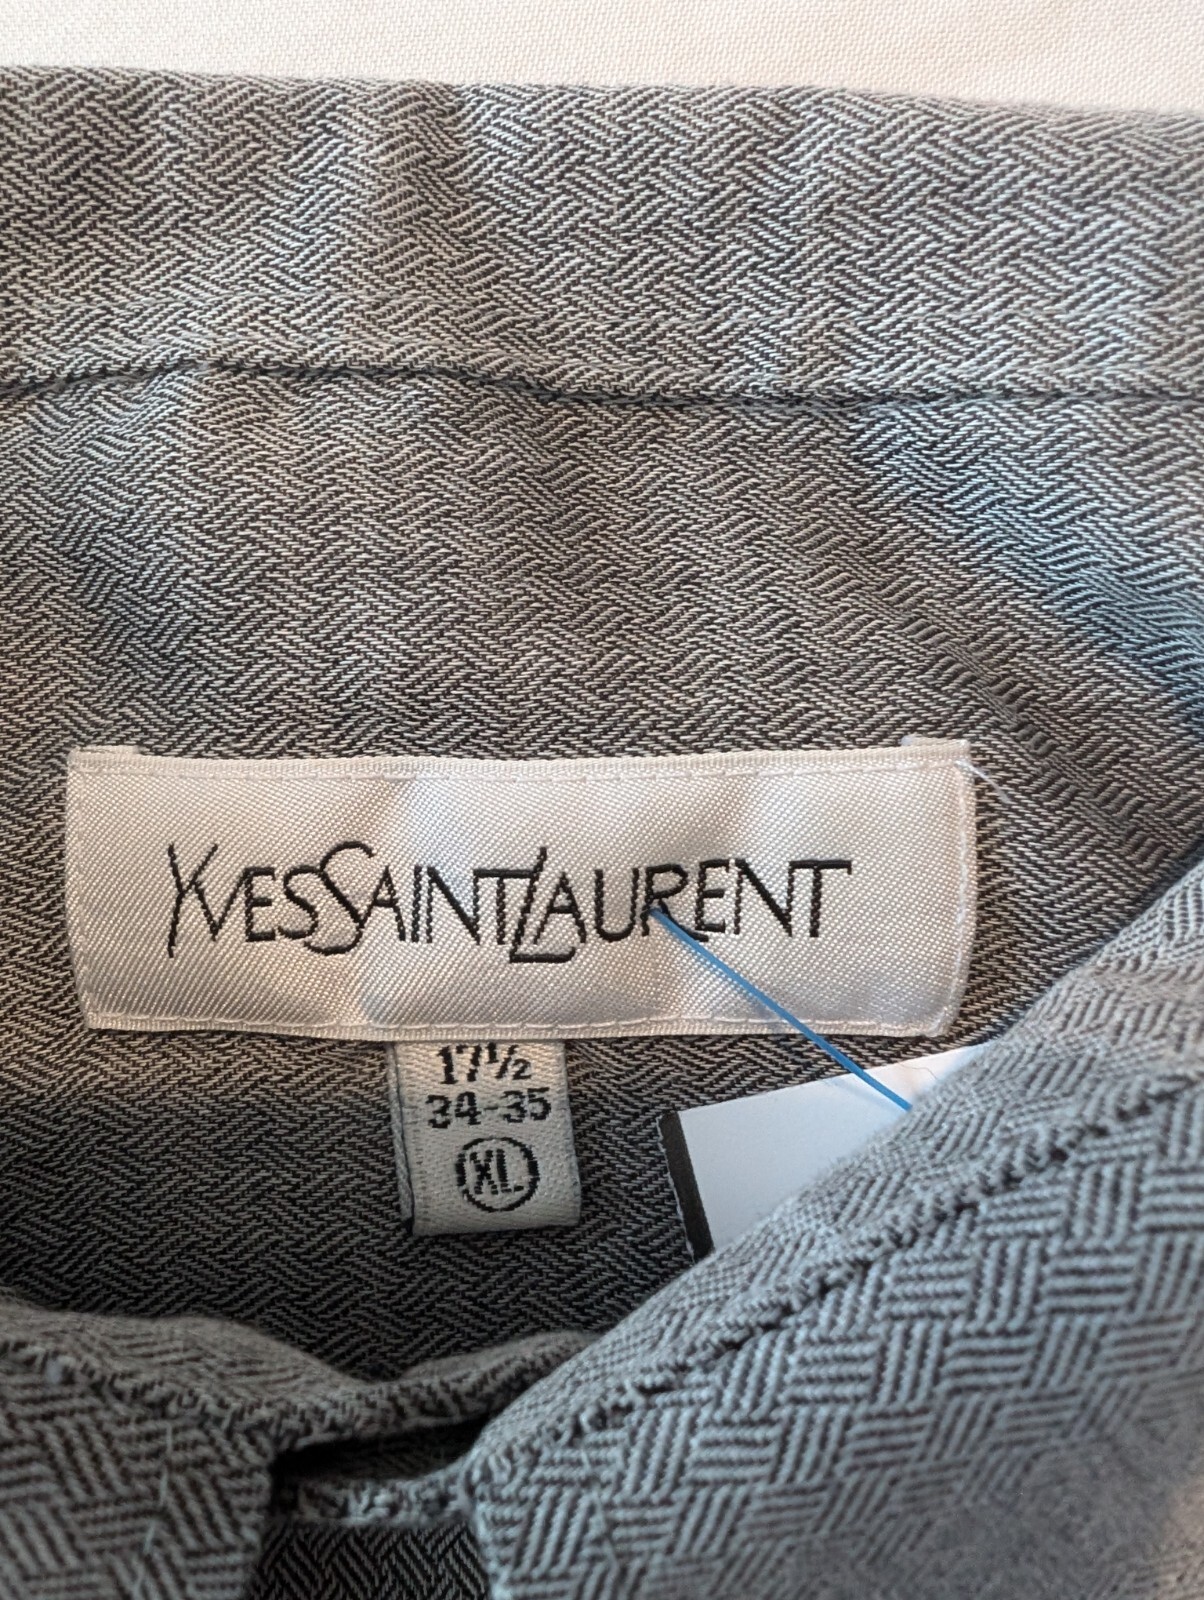 YVESSAINTLAURENT
17½
34-35
XL